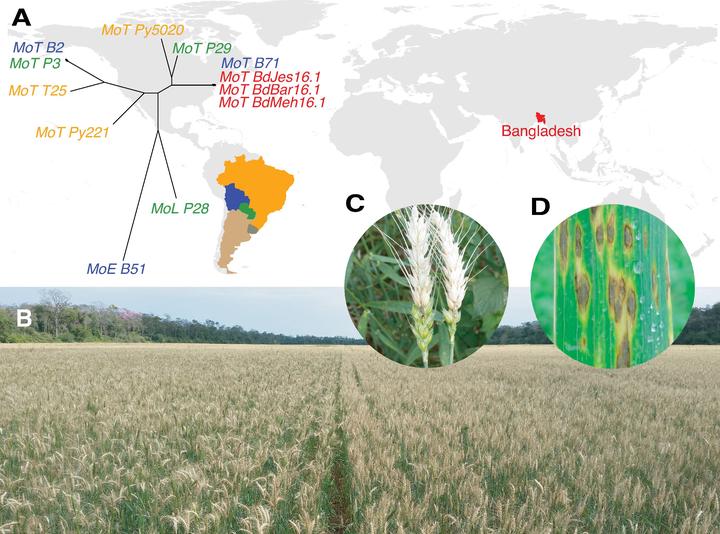 A
MoT Py5020
MoT B2
MoT P29
MoT P3
MoT B71
MoT T25
MoT BdJes16.1
MoT BdBar16.1
MoT BdMeh16.1
MoT Py221
Bangladesh
MoL P28
MoE B51
C
D
B